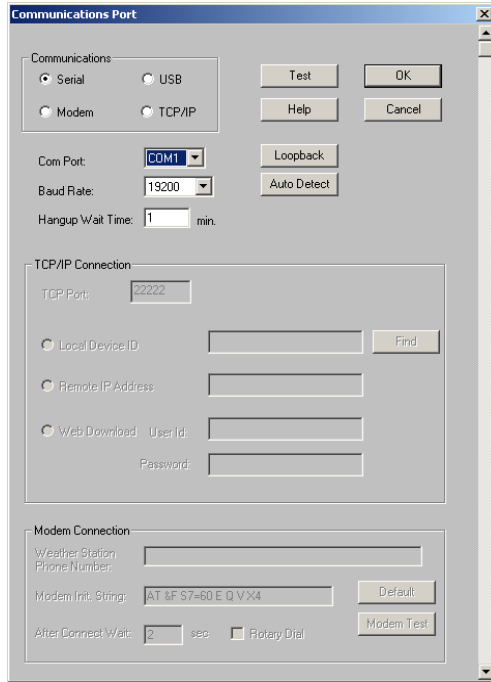 Communications Port
Communications
Serial USB
Modem TCP/IP
Test OK
Help Cancel
Com Port: COM1 Loopback
Baud Rate: 19200 Auto Detect
Hangup Wait Time: 1 min.
TCP/IP Connection
TCP Port: 22222
Local Device ID Find
Remote IP Address
Web Download User Id:
Password:
Modem Connection
Weather Station
Phone Number:
Modem Init. String: AT &F S7=60 E Q V X4 Default
After Connect Wait: 2 sec Rotary Dial Modem Test